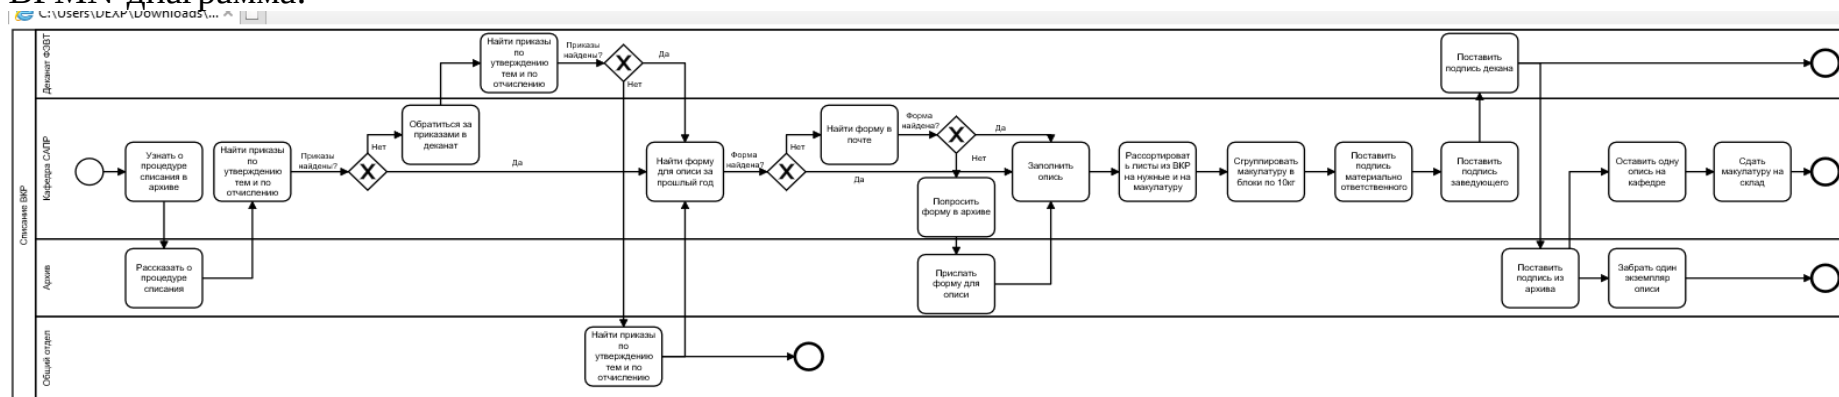 BPMN-диаграмма:
C:\Users\DEXP\Downloads\...
Списание ВКР
Деканат ФЭВТ
Найти приказы
по
утверждению
тем и по
отчислению
Приказы
найдены?
Да
Нет
Поставить
подпись декана
Кафедра САПР
Узнать о
процедуре
списания в
архиве
Найти приказы
по
утверждению
тем и по
отчислению
Приказы
найдены?
Нет
Обратиться за
приказами в
деканат
Да
Найти форму
для описи за
прошлый год
Форма
найдена?
Нет
Найти форму в
почте
Форма
найдена?
Да
Нет
Да
Попросить
форму в архиве
Заполнить
опись
Рассортироват
ь листы из ВКР
на нужные и на
макулатуру
Сгруппировать
макулатуру в
блоки по 10кг
Поставить
подпись
материально
ответственного
Поставить
подпись
заведующего
Оставить одну
опись на
кафедре
Сдать
макулатуру на
склад
Архив
Рассказать о
процедуре
списания
Прислать
форму для
описи
Поставить
подпись из
архива
Забрать один
экземпляр
описи
Общий отдел
Найти приказы
по
утверждению
тем и по
отчислению